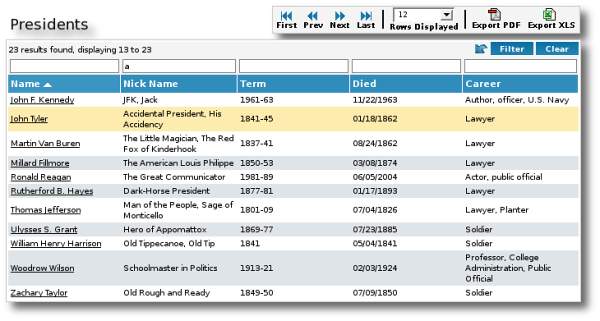 Presidents
First Prev Next Last 12 Rows Displayed Export PDF Export XLS
23 results found, displaying 13 to 23 Filter Clear
a
Name Nick Name Term Died Career
John F. Kennedy JFK, Jack 1961-63 11/22/1963 Author, officer, U.S. Navy
John Tyler Accidental President, His Accidency 1841-45 01/18/1862 Lawyer
Martin Van Buren The Little Magician, The Red Fox of Kinderhook 1837-41 08/24/1862 Lawyer
Millard Fillmore The American Louis Philippe 1850-53 03/08/1874 Lawyer
Ronald Reagan The Great Communicator 1981-89 06/05/2004 Actor, public official
Rutherford B. Hayes Dark-Horse President 1877-81 01/17/1893 Lawyer
Thomas Jefferson Man of the People, Sage of Monticello 1801-09 07/04/1826 Lawyer, Planter
Ulysses S. Grant Hero of Appomattox 1869-77 07/23/1885 Soldier
William Henry Harrison Old Tippecanoe, Old Tip 1841 05/04/1841 Soldier
Woodrow Wilson Schoolmaster in Politics 1913-21 02/03/1924 Professor, College Administration, Public Official
Zachary Taylor Old Rough and Ready 1849-50 07/09/1850 Soldier